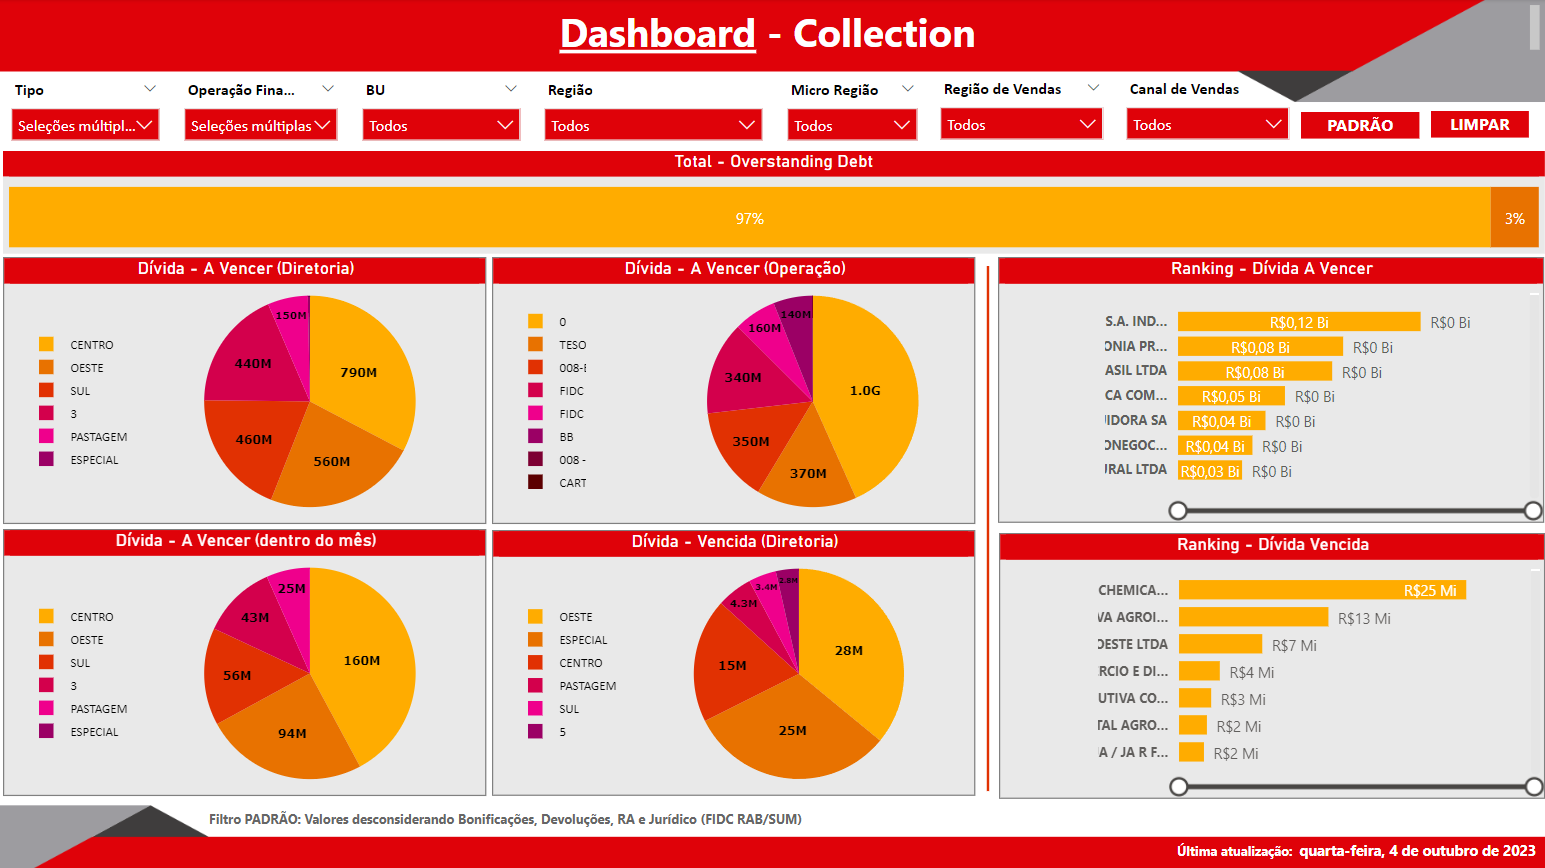 Dashboard - Collection
Tipo
Operação Fina...
BU
Região
Micro Região
Região de Vendas
Canal de Vendas
Seleções múltipl...
Seleções múltiplas
Todos
Todos
Todos
Todos
Todos
PADRÃO
LIMPAR
Total - Overstanding Debt
97%
3%
Dívida - A Vencer (Diretoria)
CENTRO
OESTE
SUL
3
PASTAGEM
ESPECIAL
150M
440M
790M
460M
560M
Dívida - A Vencer (Operação)
0
TESO
008-E
FIDC
FIDC
BB
008 -
CART
140M
160M
340M
1.0G
350M
370M
Ranking - Dívida A Vencer
S.A. IND... R$0,12 Bi R$0 Bi
ONIA PR... R$0,08 Bi R$0 Bi
ASIL LTDA R$0,08 Bi R$0 Bi
CA COM... R$0,05 Bi R$0 Bi
IDORA SA R$0,04 Bi R$0 Bi
ONEGOC... R$0,04 Bi R$0 Bi
RAL LTDA R$0,03 Bi R$0 Bi
Dívida - A Vencer (dentro do mês)
CENTRO
OESTE
SUL
3
PASTAGEM
ESPECIAL
25M
43M
160M
56M
94M
Dívida - Vencida (Diretoria)
OESTE
ESPECIAL
CENTRO
PASTAGEM
SUL
5
2.8M
3.4M
4.3M
28M
15M
25M
Ranking - Dívida Vencida
CHEMICA... R$25 Mi
VA AGROI... R$13 Mi
OESTE LTDA R$7 Mi
RCIO E DI... R$4 Mi
UTIVA CO... R$3 Mi
TAL AGRO... R$2 Mi
A / JA R F... R$2 Mi
Filtro PADRÃO: Valores desconsiderando Bonificações, Devoluções, RA e Jurídico (FIDC RAB/SUM)
Última atualização: quarta-feira, 4 de outubro de 2023